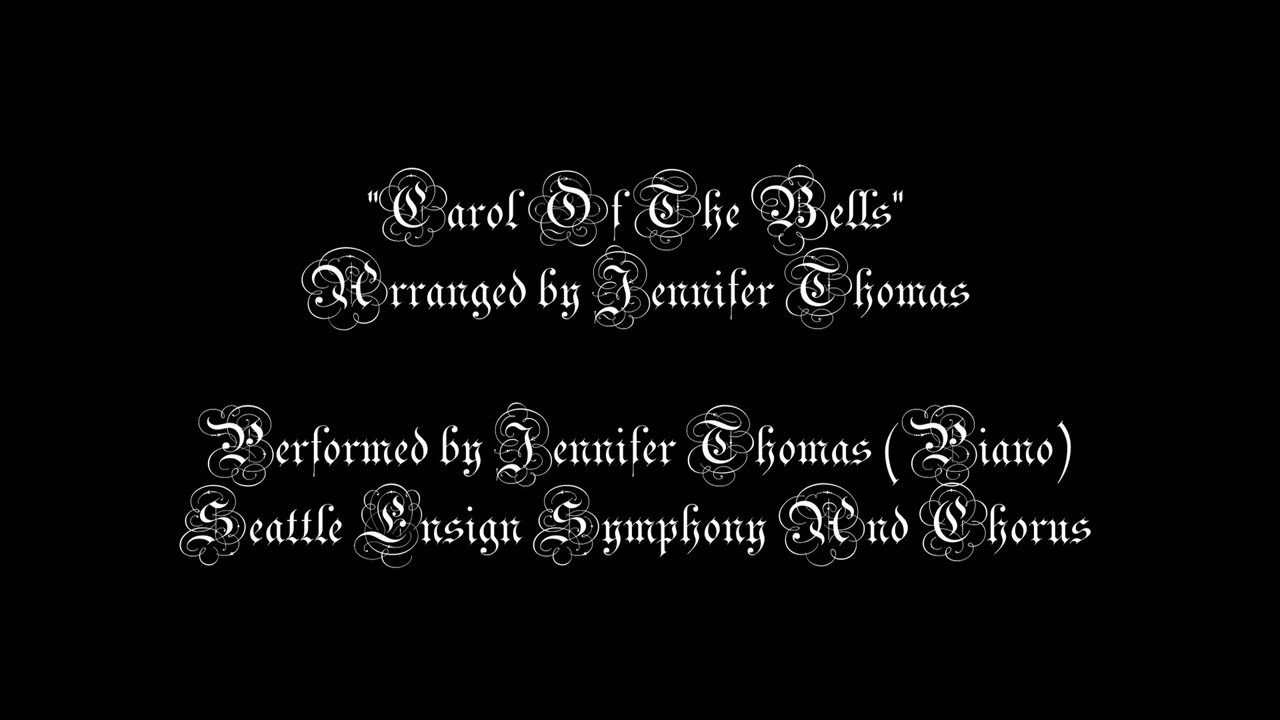 "Carol Of The Bells"
Arranged by Jennifer Thomas
Performed by Jennifer Thomas (Piano)
Seattle Ensign Symphony And Chorus